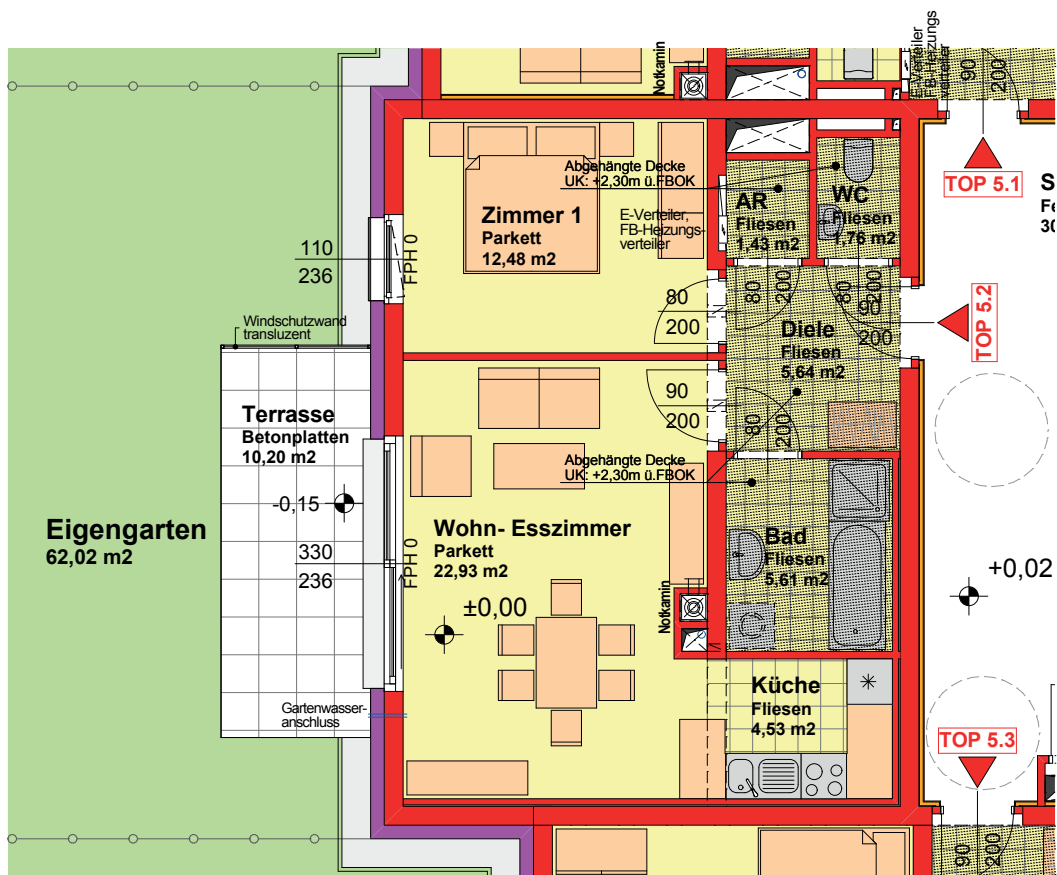 Notkamin
E-Verteiler
FB-Heizungs
verteiler
90
200
TOP 5.1
S
Fe
30
Abgehängte Decke
UK: +2,30m ü.FBOK
Zimmer 1
Parkett
12,48 m2
E-Verteiler,
FB-Heizungs-
verteiler
AR
Fliesen
1,43 m2
WC
Fliesen
1,76 m2
110
236
FPH 0
80
200
80
200
80
200
90
200
TOP 5.2
Diele
Fliesen
5,64 m2
Windschutzwand
transluzent
Terrasse
Betonplatten
10,20 m2
-0,15
90
200
80
200
Abgehängte Decke
UK: +2,30m ü.FBOK
Eigengarten
62,02 m2
330
236
FPH 0
Wohn- Esszimmer
Parkett
22,93 m2
±0,00
Bad
Fliesen
5,61 m2
+0,02
Notkamin
Gartenwasser-
anschluss
Küche
Fliesen
4,53 m2
TOP 5.3
90
200